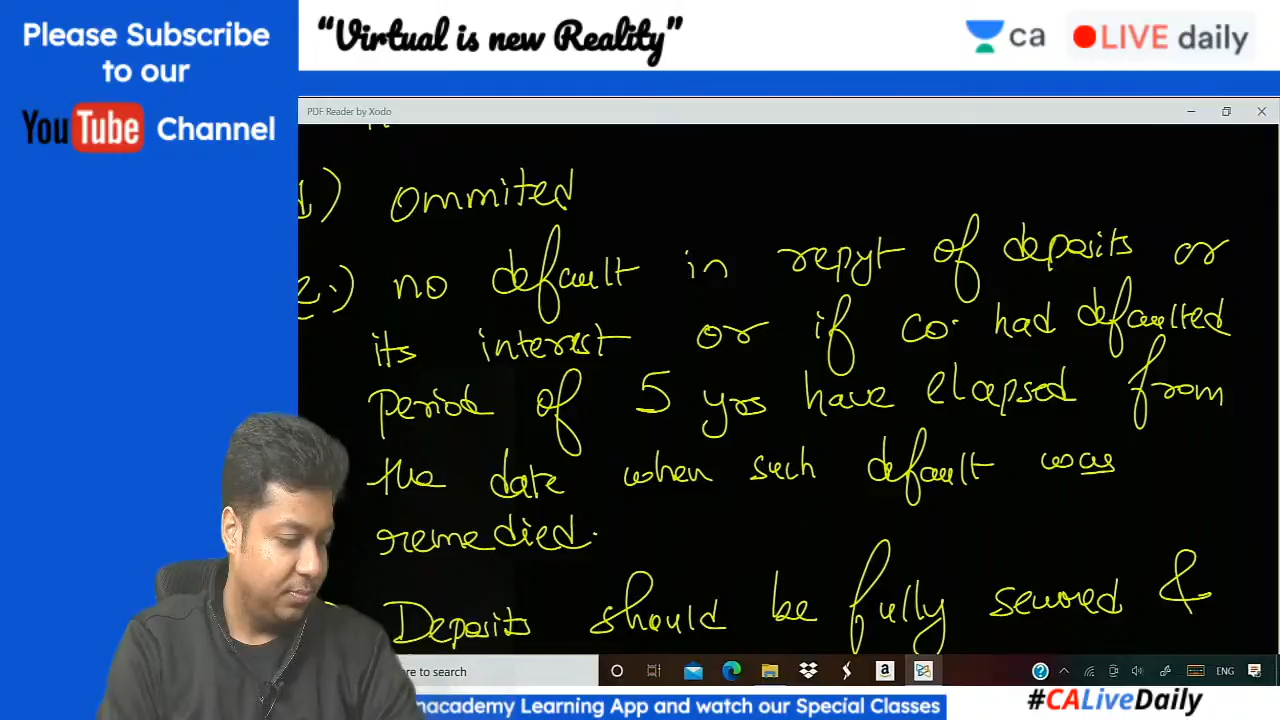 Please Subscribe
to our
YouTube Channel
“Virtual is new Reality”
ca
LIVE daily
PDF Reader by Xodo
d) Ommited
e.) no default in repyt of deposits or
its interest or if co. had defaulted
period of 5 yrs have elapsed from
the date when such default was
remedied.
Deposits should be fully secured &
ere to search
ENG
nacademy Learning App and watch our Special Classes
#CALiveDaily